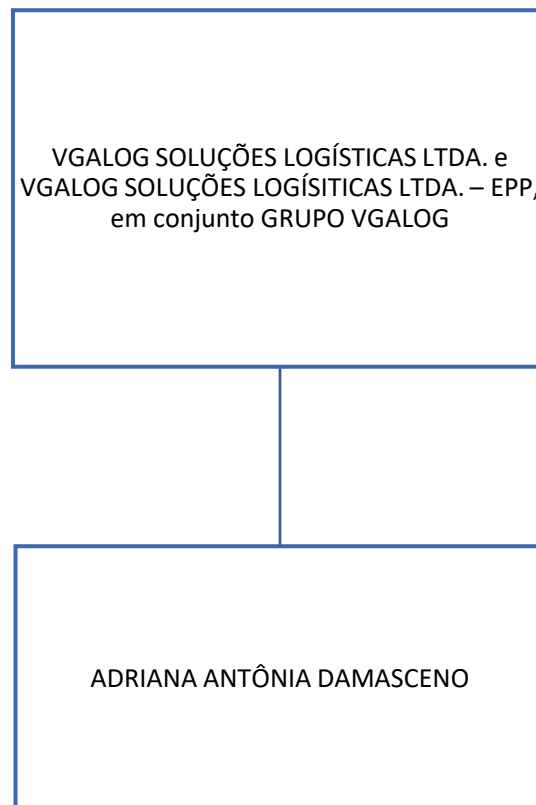 VGALOG SOLUÇÕES LOGÍSTICAS LTDA. e
VGALOG SOLUÇÕES LOGÍSITICAS LTDA. – EPP,
em conjunto GRUPO VGALOG
ADRIANA ANTÔNIA DAMASCENO